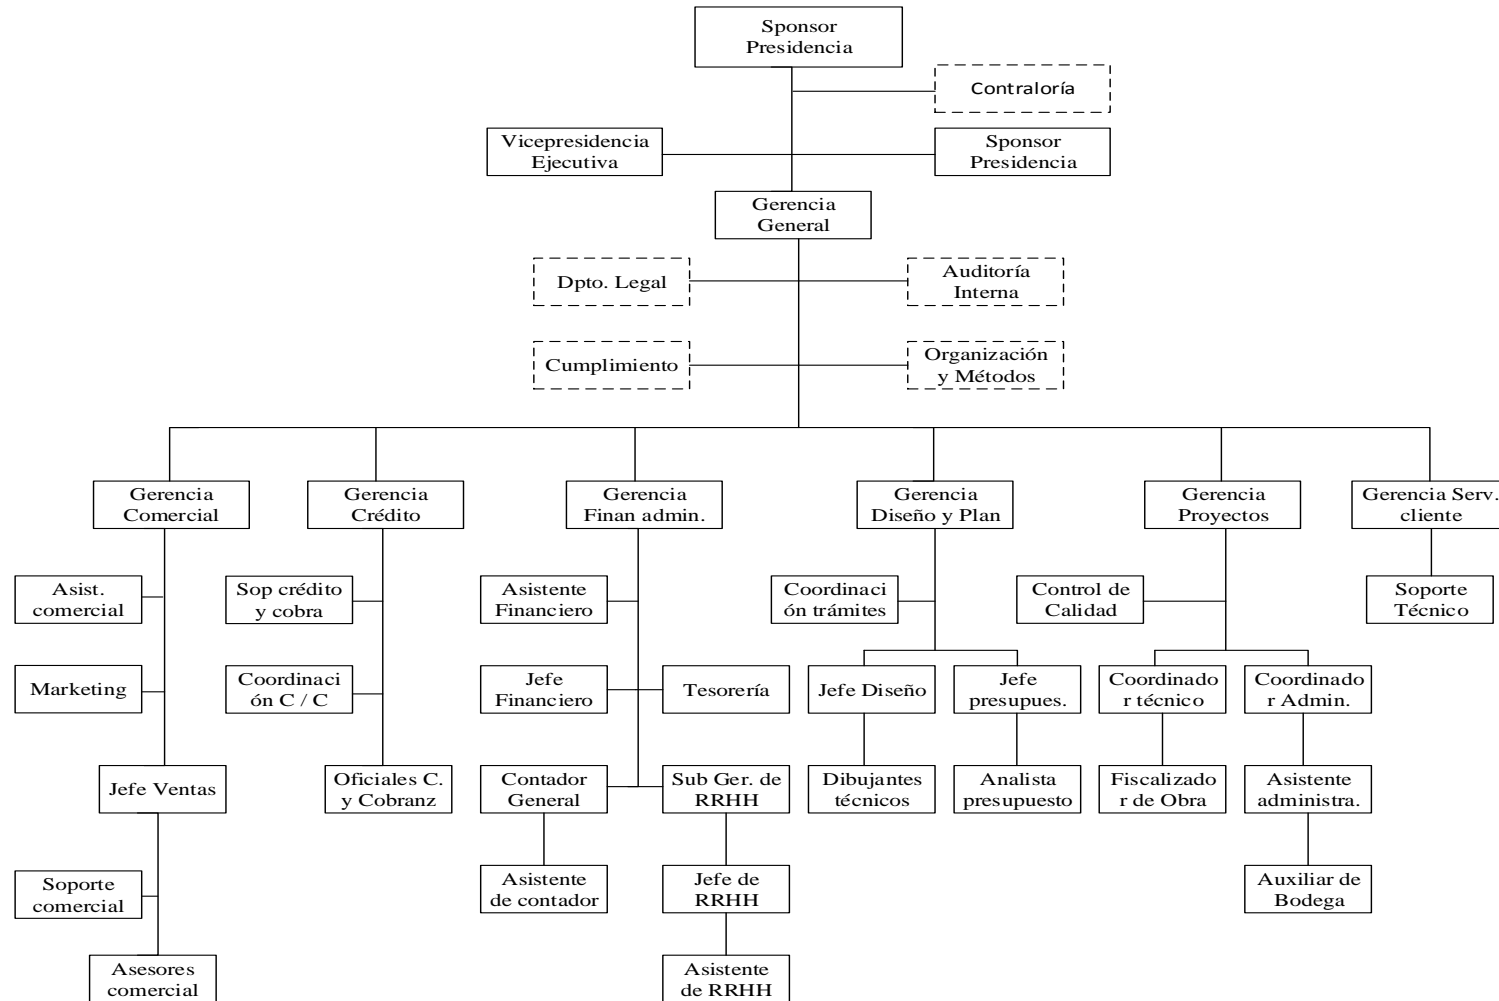 Sponsor
Presidencia
Contraloría
Vicepresidencia
Ejecutiva
Sponsor
Presidencia
Gerencia
General
Dpto. Legal
Auditoría
Interna
Cumplimiento
Organización
y Métodos
Gerencia
Comercial
Gerencia
Crédito
Gerencia
Finan admin.
Gerencia
Diseño y Plan
Gerencia
Proyectos
Gerencia Serv.
cliente
Asist.
comercial
Sop crédito
y cobra
Asistente
Financiero
Coordinaci
ón trámites
Control de
Calidad
Soporte
Técnico
Marketing
Coordinaci
ón C / C
Jefe
Financiero
Tesorería
Jefe Diseño
Jefe
presupues.
Coordinado
r técnico
Coordinado
r Admin.
Jefe Ventas
Oficiales C.
y Cobranz
Contador
General
Sub Ger. de
RRHH
Dibujantes
técnicos
Analista
presupuesto
Fiscalizado
r de Obra
Asistente
administra.
Soporte
comercial
Asistente
de contador
Jefe de
RRHH
Auxiliar de
Bodega
Asesores
comercial
Asistente
de RRHH